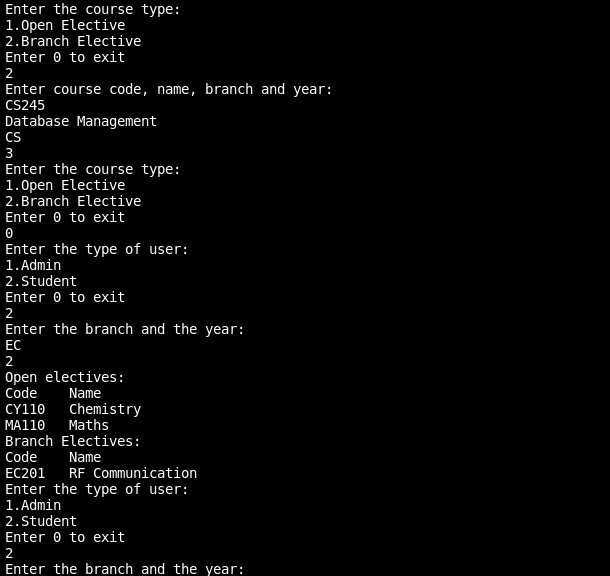 Enter the course type:
1.Open Elective
2.Branch Elective
Enter 0 to exit
2
Enter course code, name, branch and year:
CS245
Database Management
CS
3
Enter the course type:
1.Open Elective
2.Branch Elective
Enter 0 to exit
0
Enter the type of user:
1.Admin
2.Student
Enter 0 to exit
2
Enter the branch and the year:
EC
2
Open electives:
Code    Name
CY110   Chemistry
MA110   Maths
Branch Electives:
Code    Name
EC201   RF Communication
Enter the type of user:
1.Admin
2.Student
Enter 0 to exit
2
Enter the branch and the year: